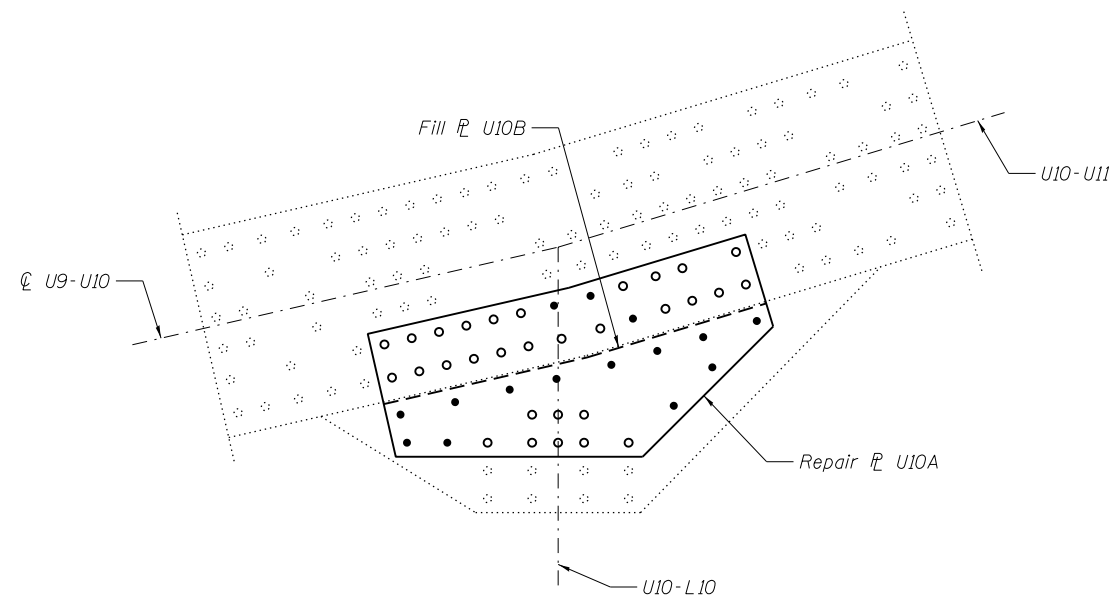 Fill ⅊ U10B
U10-U11
℄ U9-U10
Repair ⅊ U10A
U10-L10